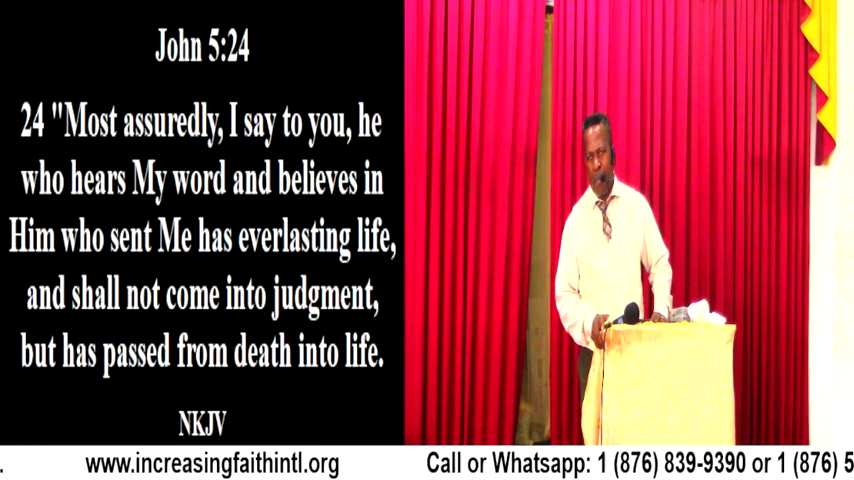 John 5:24
24 "Most assuredly, I say to you, he
who hears My word and believes in
Him who sent Me has everlasting life,
and shall not come into judgment,
but has passed from death into life.
NKJV
. www.increasingfaithintl.org Call or Whatsapp: 1 (876) 839-9390 or 1 (876) 5